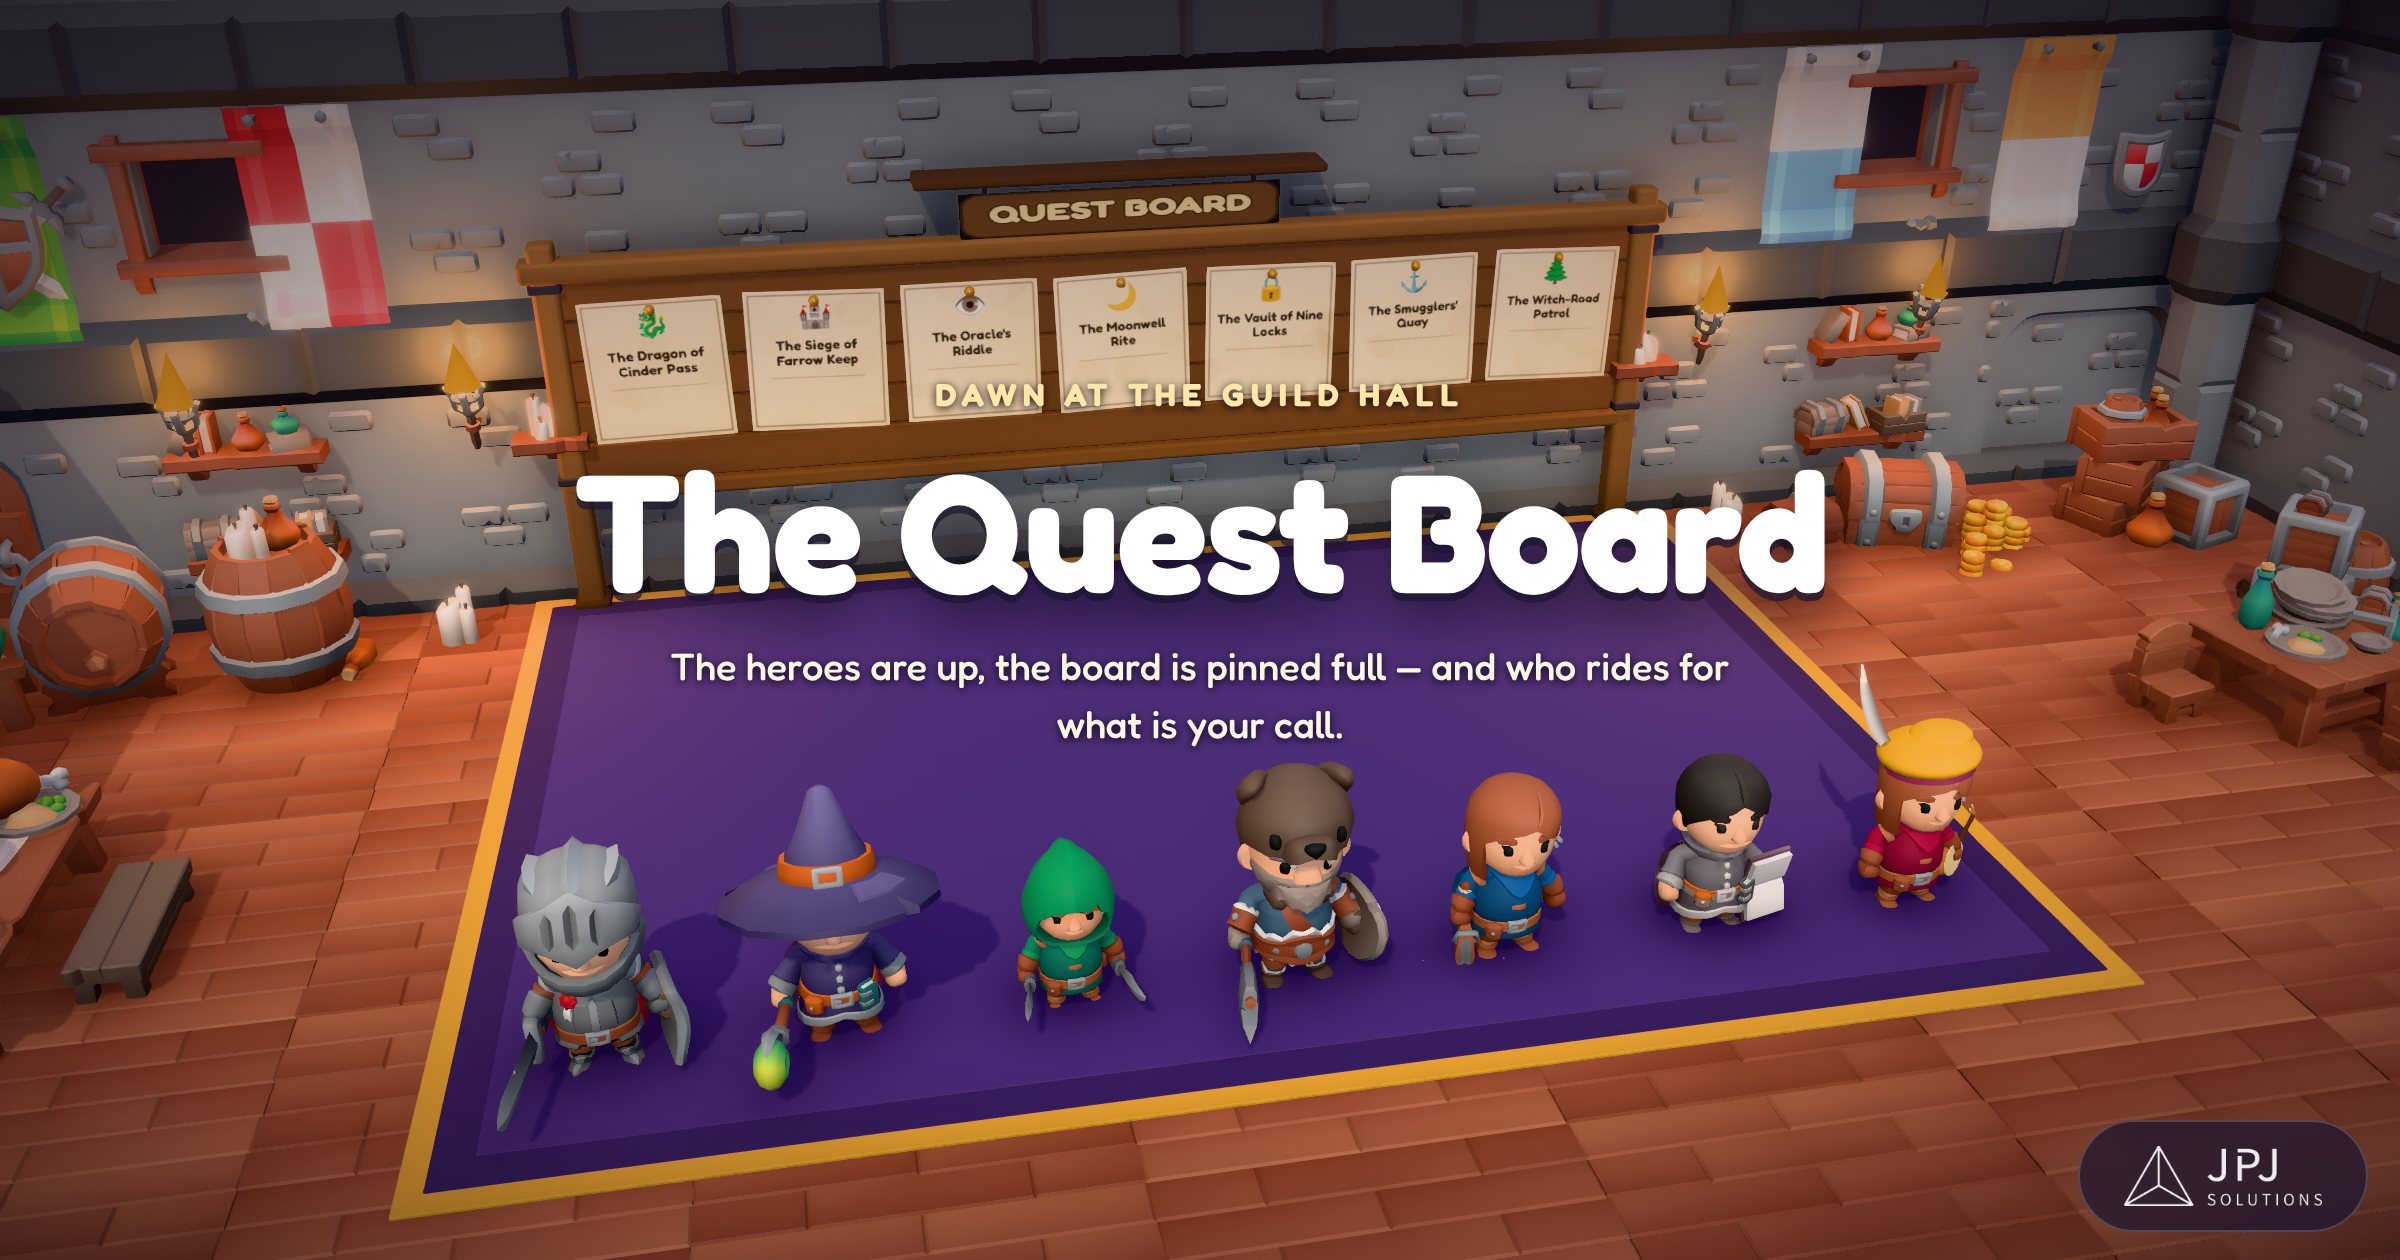 QUEST BOARD
The Dragon of
Cinder Pass
The Siege of
Farrow Keep
The Oracle's
Riddle
The Moonwell
Rite
The Vault of Nine
Locks
The Smugglers'
Quay
The Witch-Road
Patrol
DAWN AT THE GUILD HALL
The Quest Board
The heroes are up, the board is pinned full — and who rides for
what is your call.
JPJ
SOLUTIONS